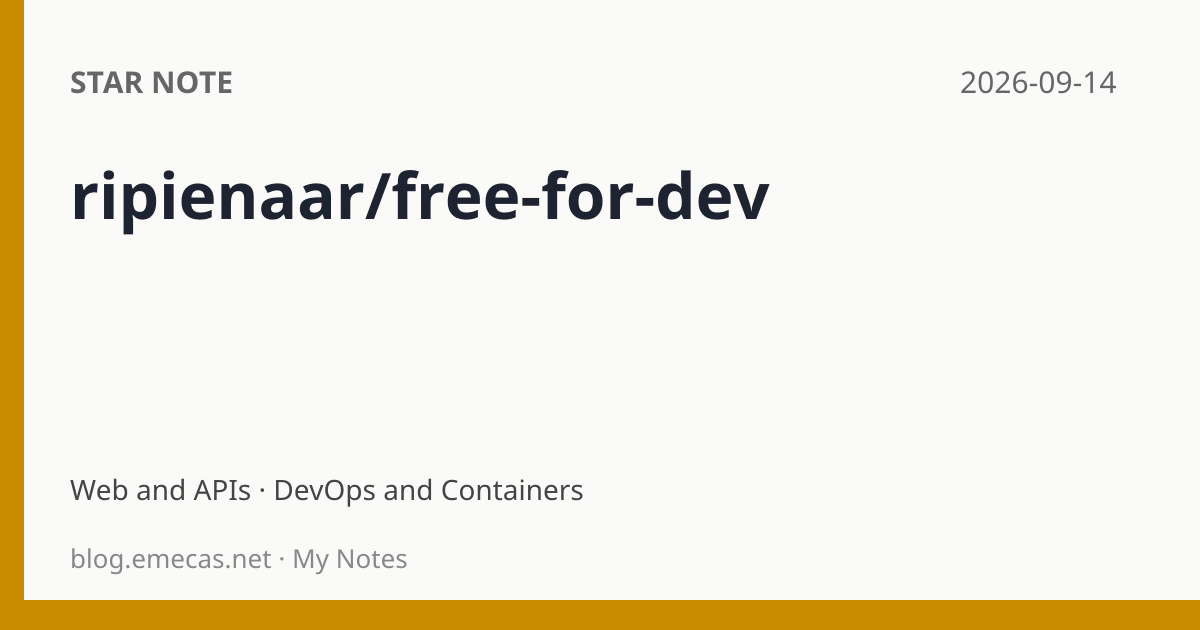 STAR NOTE
2026-09-14
ripienaar/free-for-dev
Web and APIs · DevOps and Containers
blog.emecas.net · My Notes